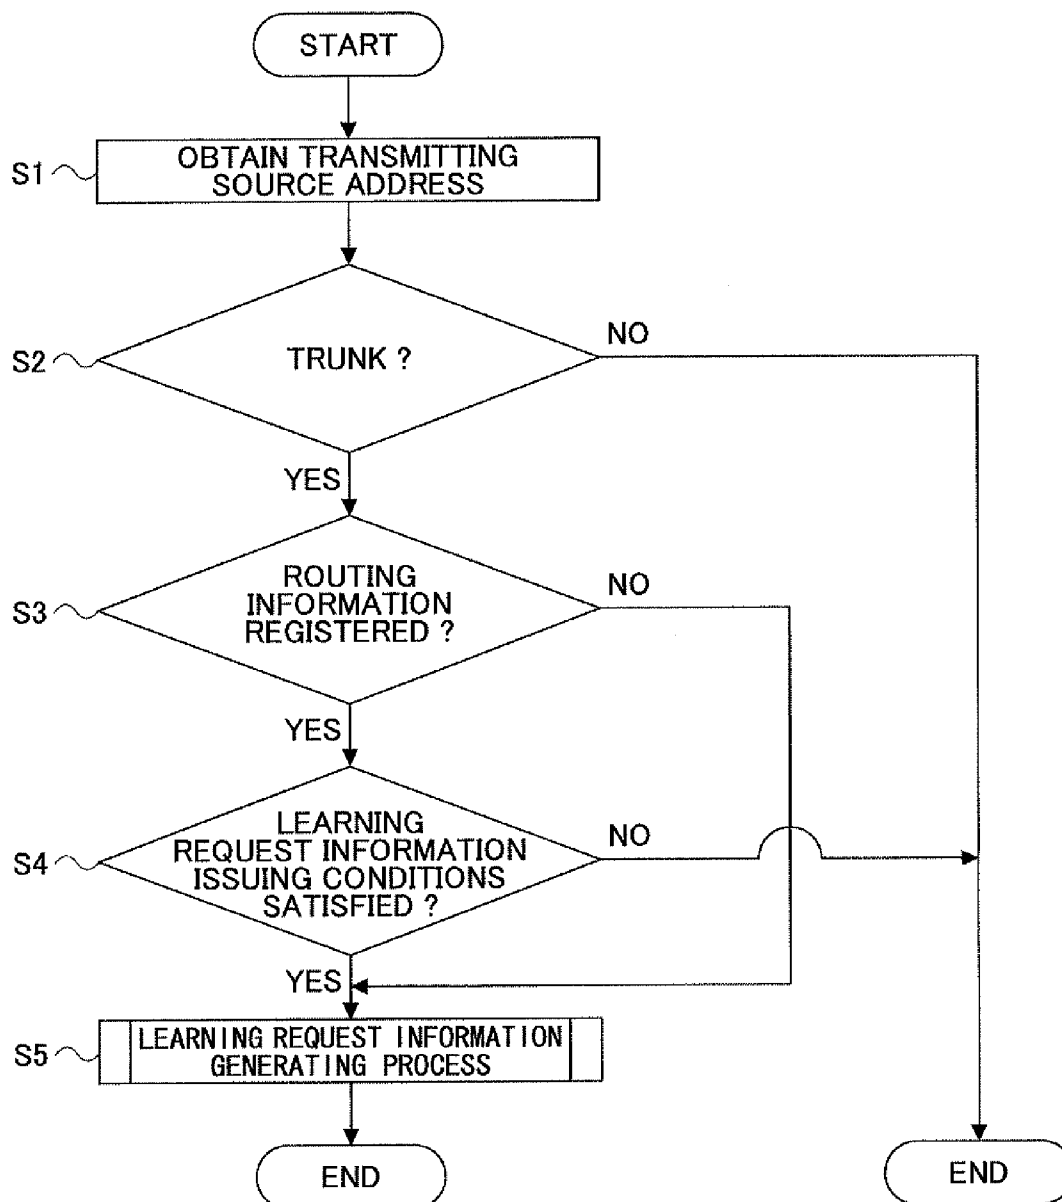 START
S1
OBTAIN TRANSMITTING
SOURCE ADDRESS
S2
TRUNK ?
NO
YES
S3
ROUTING
INFORMATION
REGISTERED ?
NO
YES
S4
LEARNING
REQUEST INFORMATION
ISSUING CONDITIONS
SATISFIED ?
NO
YES
S5
LEARNING REQUEST INFORMATION
GENERATING PROCESS
END
END